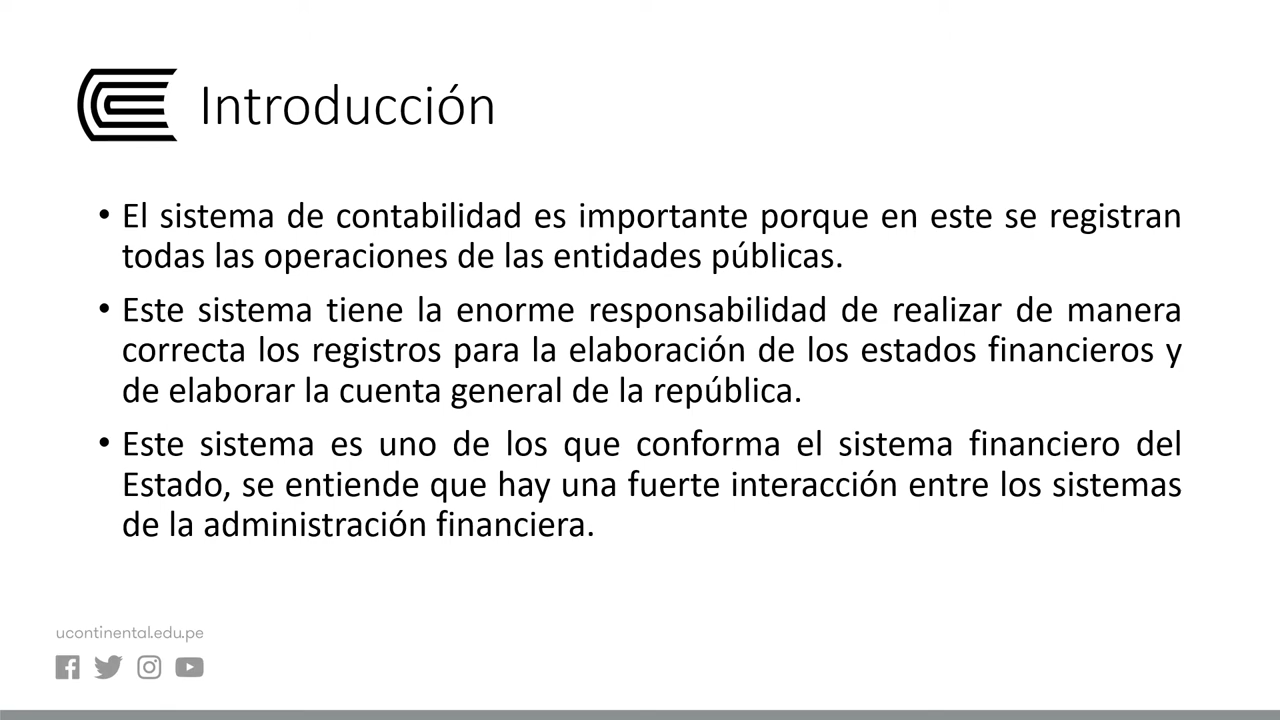 Introducción
• El sistema de contabilidad es importante porque en este se registran
todas las operaciones de las entidades públicas.
• Este sistema tiene la enorme responsabilidad de realizar de manera
correcta los registros para la elaboración de los estados financieros y
de elaborar la cuenta general de la república.
• Este sistema es uno de los que conforma el sistema financiero del
Estado, se entiende que hay una fuerte interacción entre los sistemas
de la administración financiera.
ucontinental.edu.pe